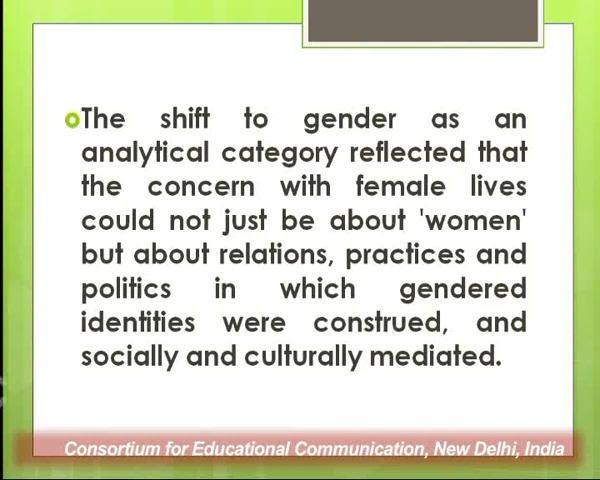 The shift to gender as an
analytical category reflected that
the concern with female lives
could not just be about 'women'
but about relations, practices and
politics in which gendered
identities were construed, and
socially and culturally mediated.
Consortium for Educational Communication, New Delhi, India